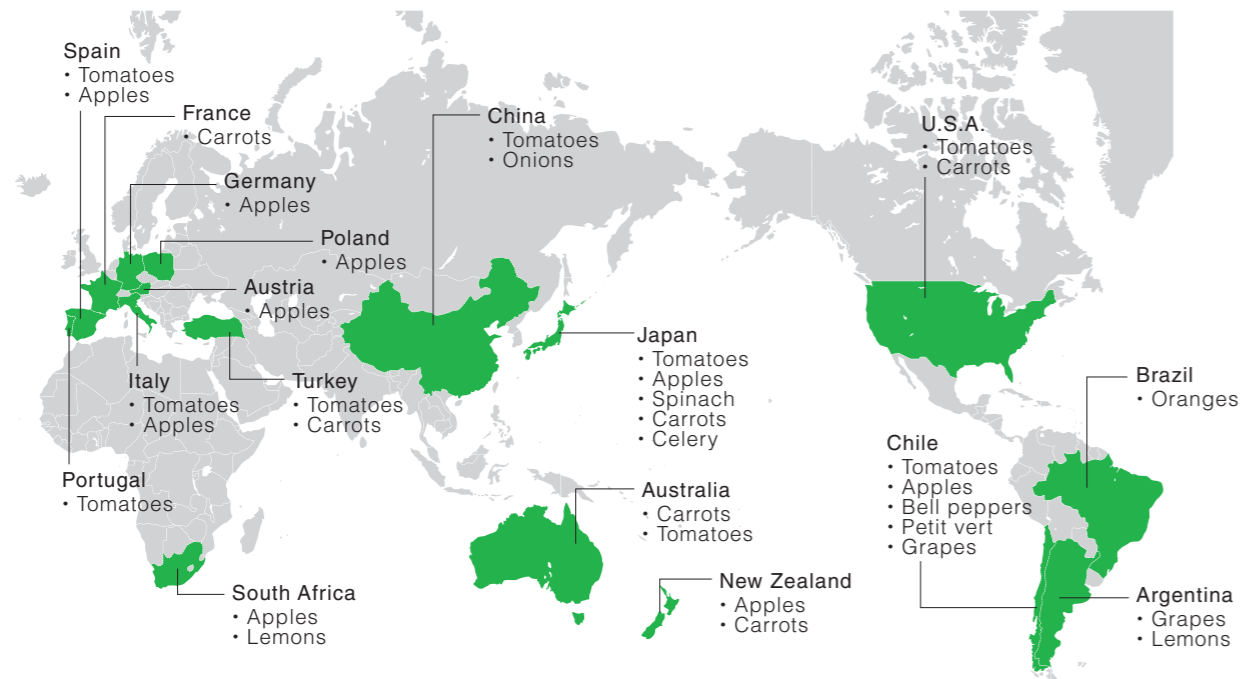 Spain
・Tomatoes
・Apples
France
・Carrots
Germany
・Apples
Poland
・Apples
Austria
・Apples
Italy
・Tomatoes
・Apples
Turkey
・Tomatoes
・Carrots
Portugal
・Tomatoes
South Africa
・Apples
・Lemons
China
・Tomatoes
・Onions
Japan
・Tomatoes
・Apples
・Spinach
・Carrots
・Celery
Australia
・Carrots
・Tomatoes
New Zealand
・Apples
・Carrots
U.S.A.
・Tomatoes
・Carrots
Brazil
・Oranges
Chile
・Tomatoes
・Apples
・Bell peppers
・Petit vert
・Grapes
Argentina
・Grapes
・Lemons